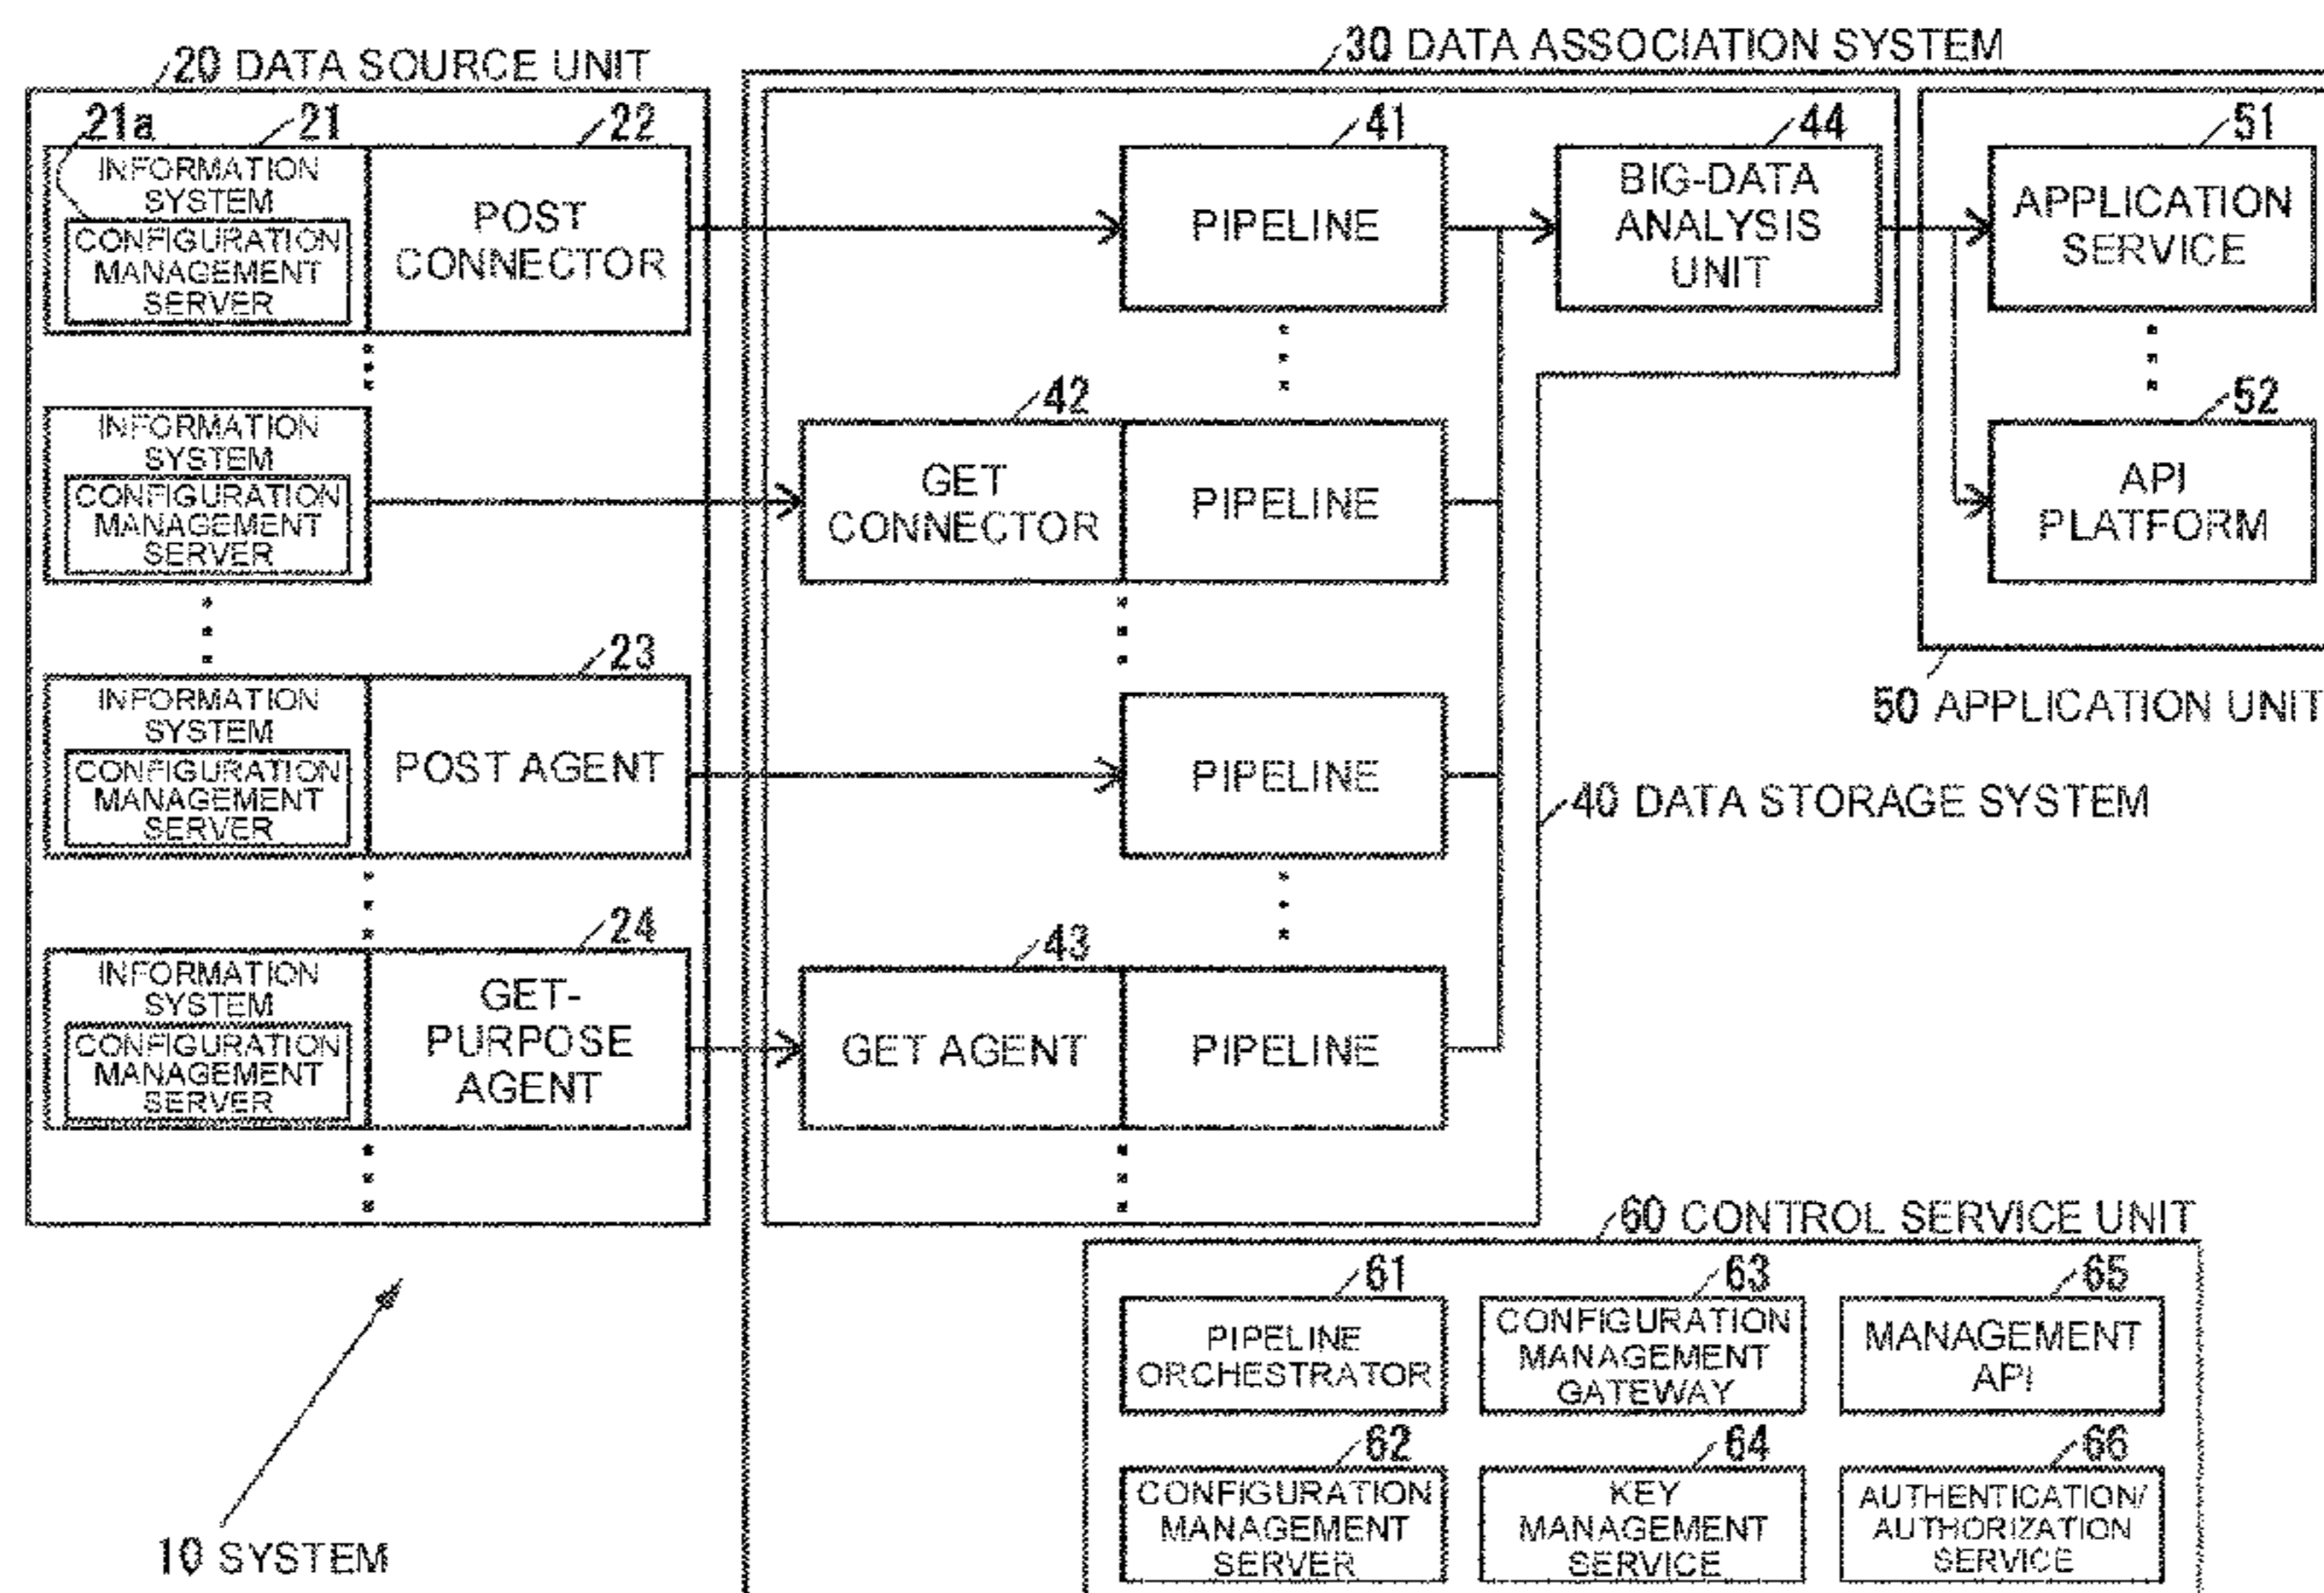 20 DATA SOURCE UNIT
21a
21
22
INFORMATION
SYSTEM
CONFIGURATION
MANAGEMENT
SERVER
POST
CONNECTOR
INFORMATION
SYSTEM
CONFIGURATION
MANAGEMENT
SERVER
23
INFORMATION
SYSTEM
CONFIGURATION
MANAGEMENT
SERVER
POST AGENT
24
INFORMATION
SYSTEM
CONFIGURATION
MANAGEMENT
SERVER
GET-
PURPOSE
AGENT
30 DATA ASSOCIATION SYSTEM
41
PIPELINE
44
BIG-DATA
ANALYSIS
UNIT
42
GET
CONNECTOR
PIPELINE
PIPELINE
43
GET AGENT
PIPELINE
40 DATA STORAGE SYSTEM
51
APPLICATION
SERVICE
52
API
PLATFORM
50 APPLICATION UNIT
60 CONTROL SERVICE UNIT
61
PIPELINE
ORCHESTRATOR
63
CONFIGURATION
MANAGEMENT
GATEWAY
65
MANAGEMENT
API
62
CONFIGURATION
MANAGEMENT
SERVER
64
KEY
MANAGEMENT
SERVICE
66
AUTHENTICATION/
AUTHORIZATION
SERVICE
10 SYSTEM